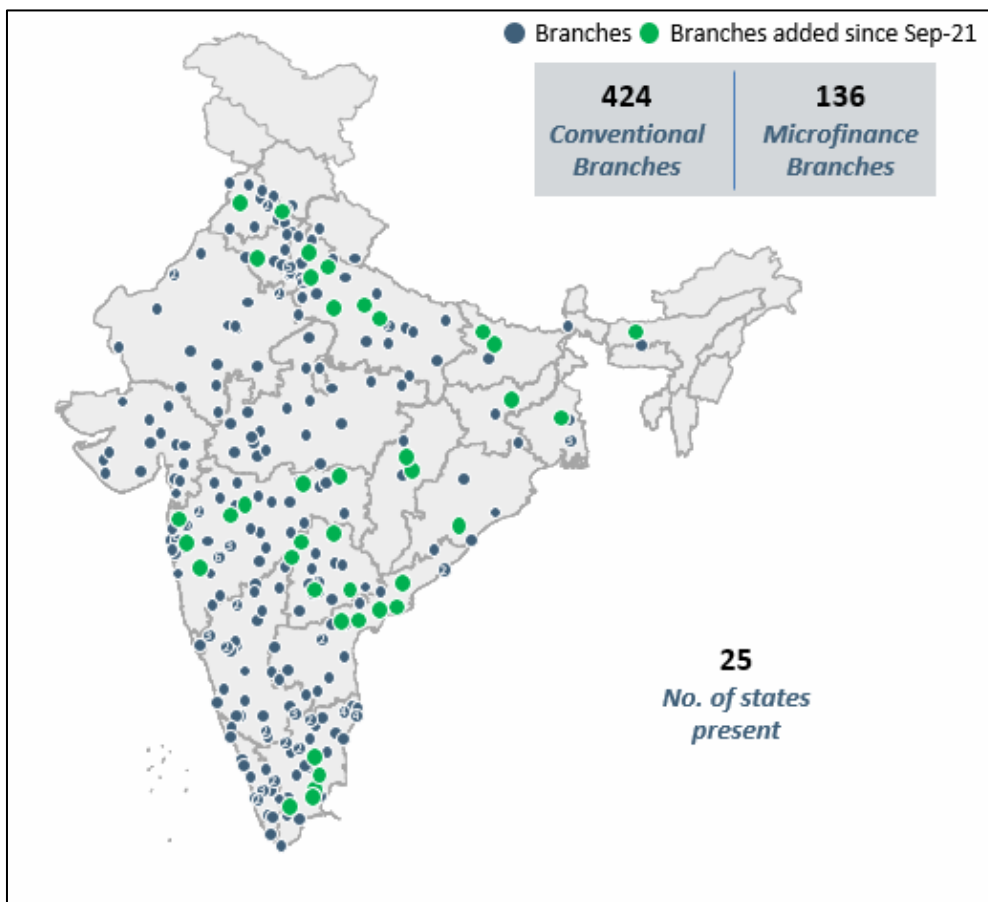 Branches
Branches added since Sep-21
424
Conventional
Branches
136
Microfinance
Branches
25
No. of states
present